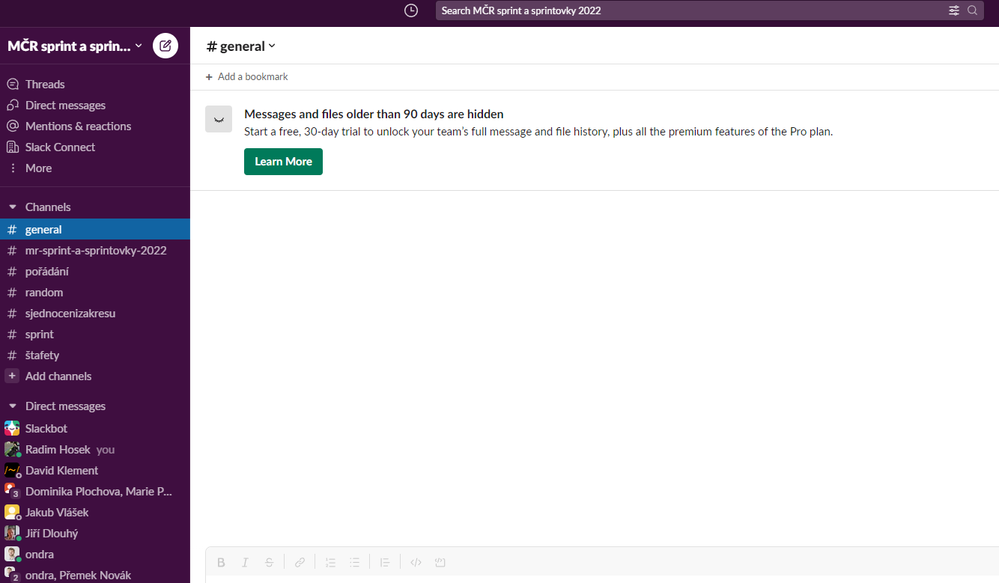 Search MČR sprint a sprintovky 2022
MČR sprint a sprin...
Threads
Direct messages
Mentions & reactions
Slack Connect
More
Channels
# general
# mr-sprint-a-sprintovky-2022
# pořádání
# random
# sjednocenizakresu
# sprint
# štafety
+ Add channels
Direct messages
Slackbot
Radim Hosek you
/~/ David Klement
3 Dominika Plochova, Marie P...
Jakub Vlášek
Jiří Dlouhý
ondra
2 ondra, Přemek Novák
# general
+ Add a bookmark
Messages and files older than 90 days are hidden
Start a free, 30-day trial to unlock your team’s full message and file history, plus all the premium features of the Pro plan.
Learn More
B I S